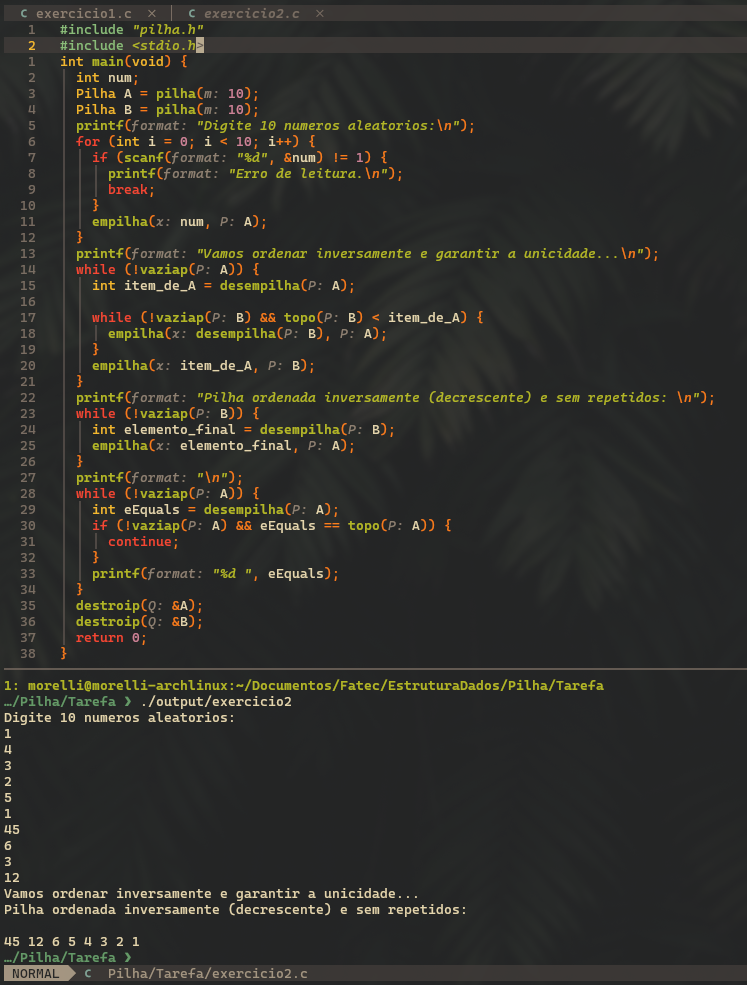 C exercicio1.c ✕ C exercicio2.c ✕
1 #include "pilha.h"
2 #include <stdio.h>
1 int main(void) {
2 int num;
3 Pilha A = pilha(m: 10);
4 Pilha B = pilha(m: 10);
5 printf(format: "Digite 10 numeros aleatorios:\n");
6 for (int i = 0; i < 10; i++) {
7 if (scanf(format: "%d", &num) != 1) {
8 printf(format: "Erro de leitura.\n");
9 break;
10 }
11 empilha(x: num, P: A);
12 }
13 printf(format: "Vamos ordenar inversamente e garantir a unicidade...\n");
14 while (!vaziap(P: A)) {
15 int item_de_A = desempilha(P: A);
16
17 while (!vaziap(P: B) && topo(P: B) < item_de_A) {
18 empilha(x: desempilha(P: B), P: A);
19 }
20 empilha(x: item_de_A, P: B);
21 }
22 printf(format: "Pilha ordenada inversamente (decrescente) e sem repetidos: \n");
23 while (!vaziap(P: B)) {
24 int elemento_final = desempilha(P: B);
25 empilha(x: elemento_final, P: A);
26 }
27 printf(format: "\n");
28 while (!vaziap(P: A)) {
29 int eEquals = desempilha(P: A);
30 if (!vaziap(P: A) && eEquals == topo(P: A)) {
31 continue;
32 }
33 printf(format: "%d ", eEquals);
34 }
35 destroip(Q: &A);
36 destroip(Q: &B);
37 return 0;
38 }
1: morelli@morelli-archlinux:~/Documentos/Fatec/EstruturaDados/Pilha/Tarefa
…/Pilha/Tarefa ❯ ./output/exercicio2
Digite 10 numeros aleatorios:
1
4
3
2
5
1
45
6
3
12
Vamos ordenar inversamente e garantir a unicidade...
Pilha ordenada inversamente (decrescente) e sem repetidos:
45 12 6 5 4 3 2 1
…/Pilha/Tarefa ❯
NORMAL C Pilha/Tarefa/exercicio2.c